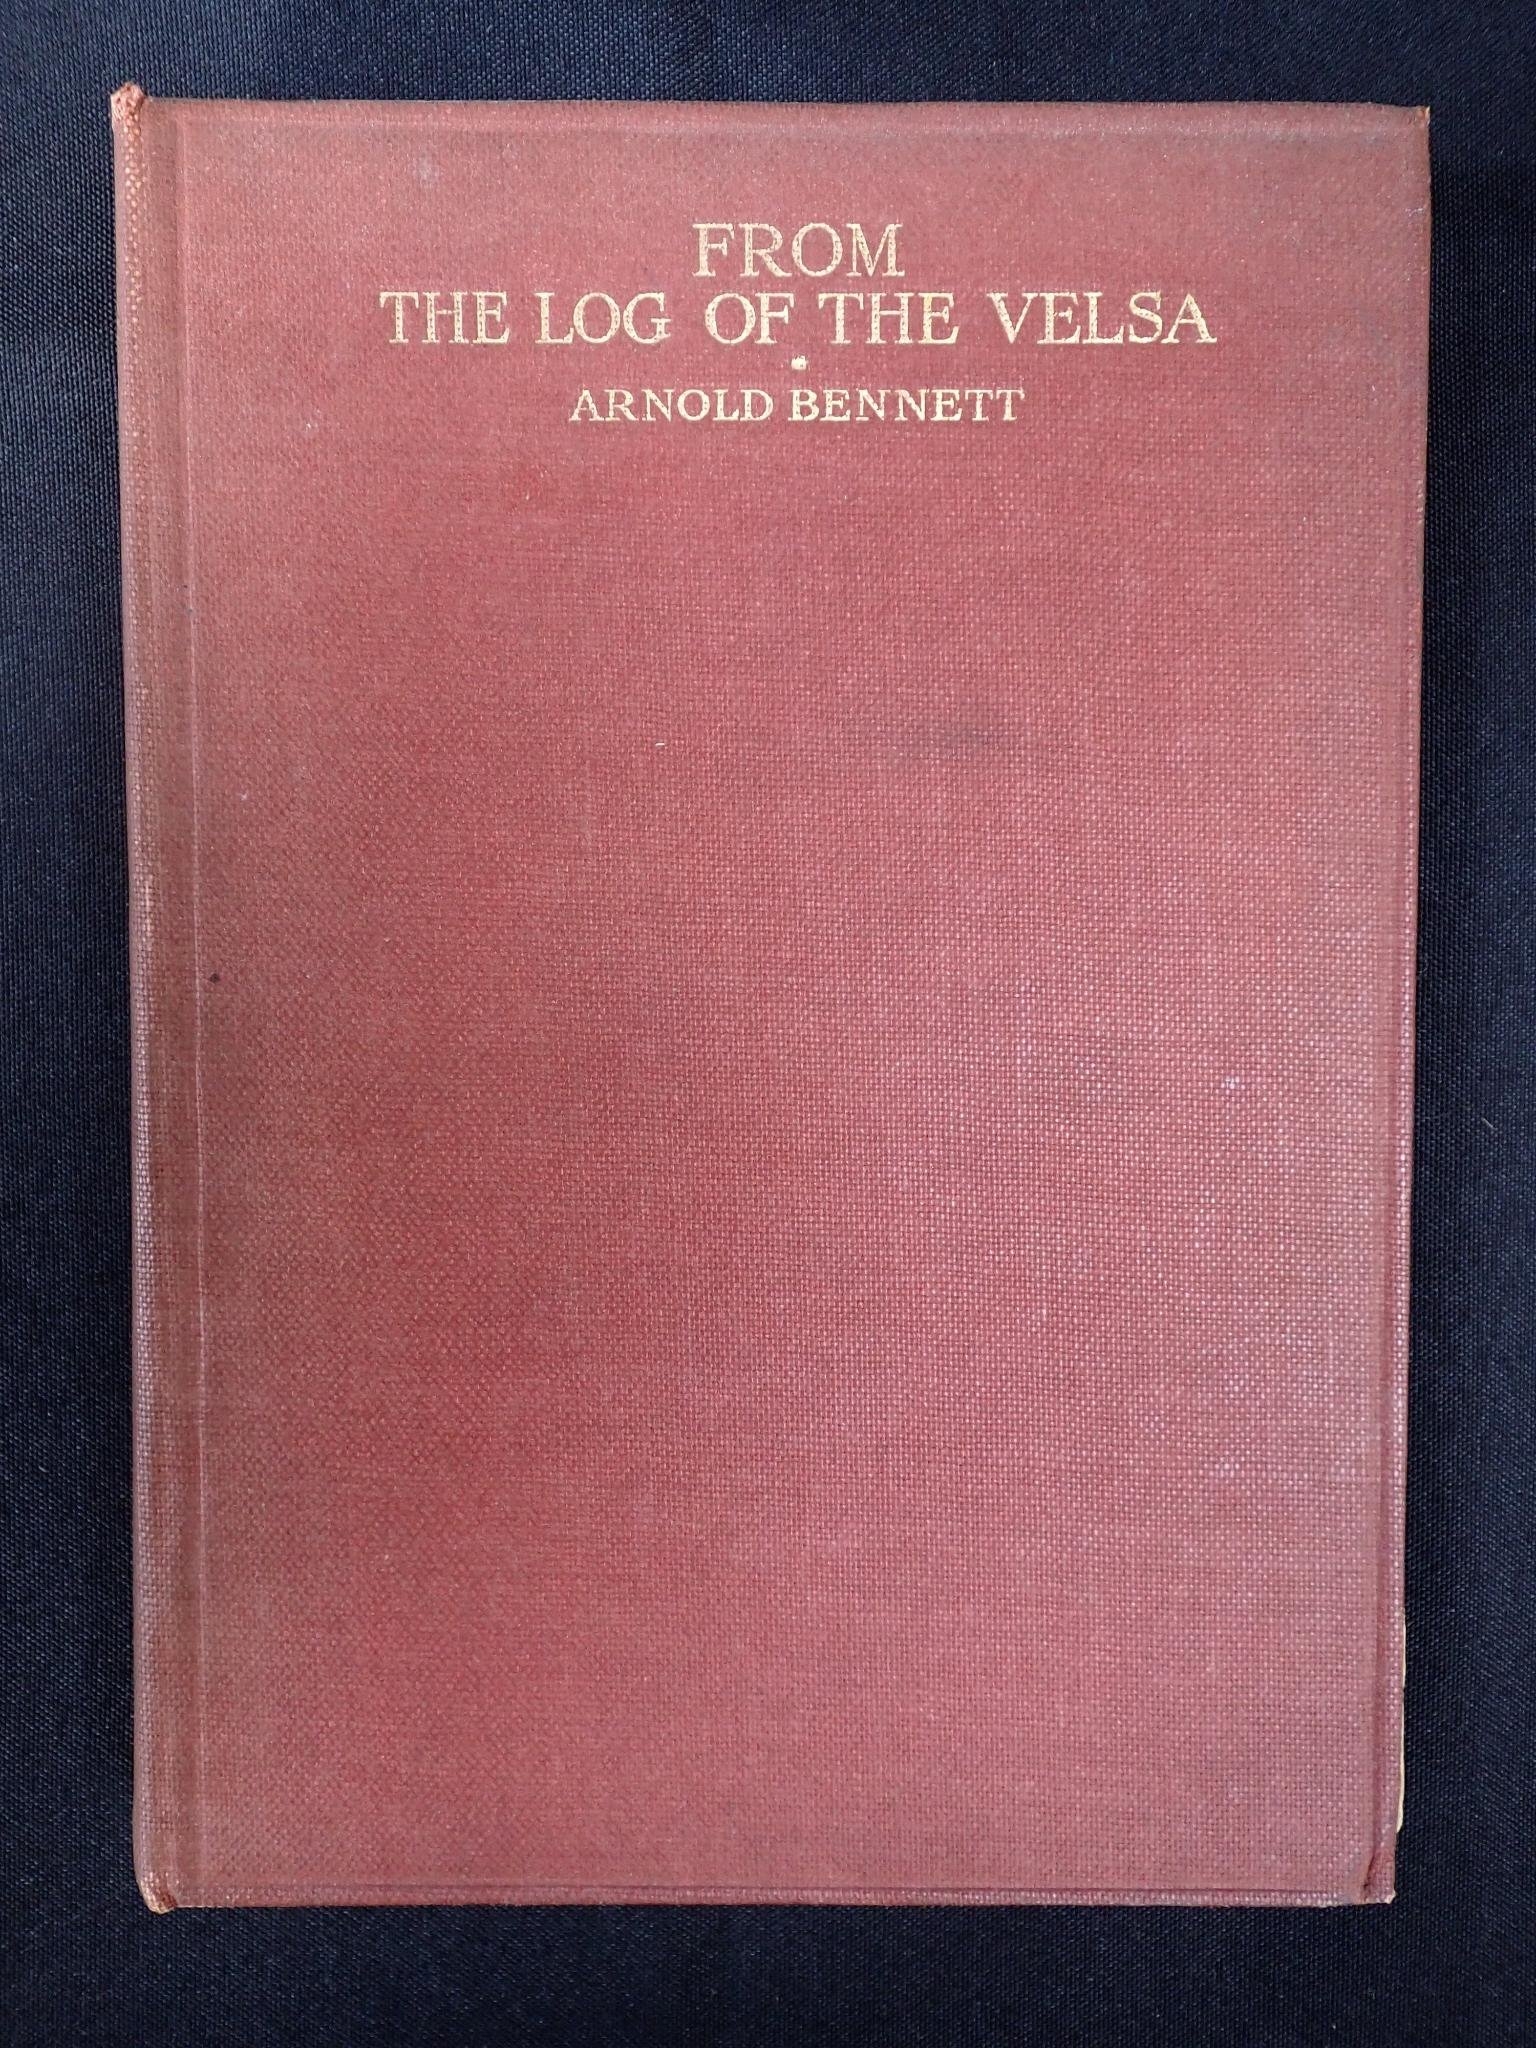 FROM
THE LOG OF THE VELSA
ARNOLD BENNETT